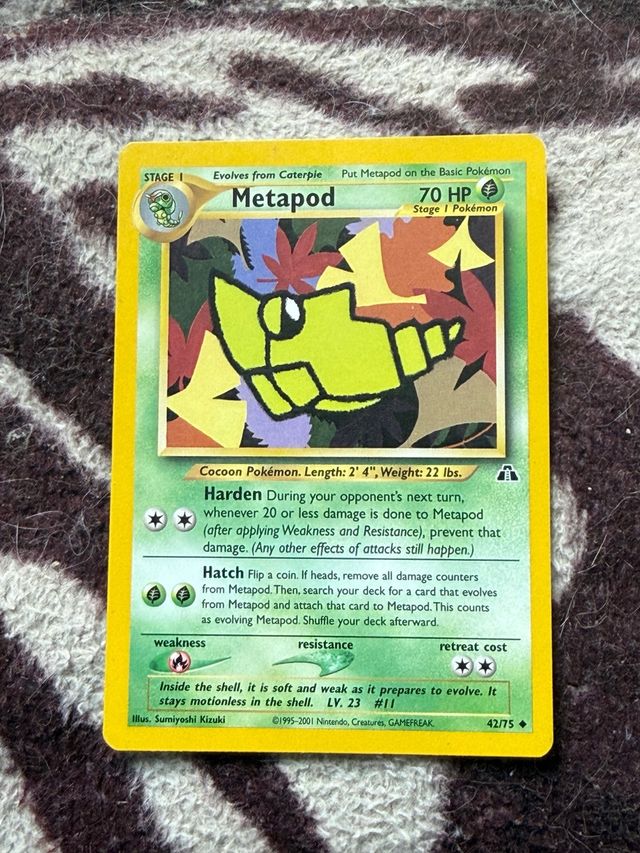 STAGE 1 Evolves from Caterpie Put Metapod on the Basic Pokémon
Metapod 70 HP
Stage 1 Pokémon
Cocoon Pokémon. Length: 2' 4", Weight: 22 lbs.
Harden During your opponent's next turn,
whenever 20 or less damage is done to Metapod
(after applying Weakness and Resistance), prevent that
damage. (Any other effects of attacks still happen.)
Hatch Flip a coin. If heads, remove all damage counters
from Metapod. Then, search your deck for a card that evolves
from Metapod and attach that card to Metapod. This counts
as evolving Metapod. Shuffle your deck afterward.
weakness resistance retreat cost
Inside the shell, it is soft and weak as it prepares to evolve. It
stays motionless in the shell. LV. 23 #11
Illus. Sumiyoshi Kizuki ©1995-2001 Nintendo, Creatures, GAMEFREAK. 42/75